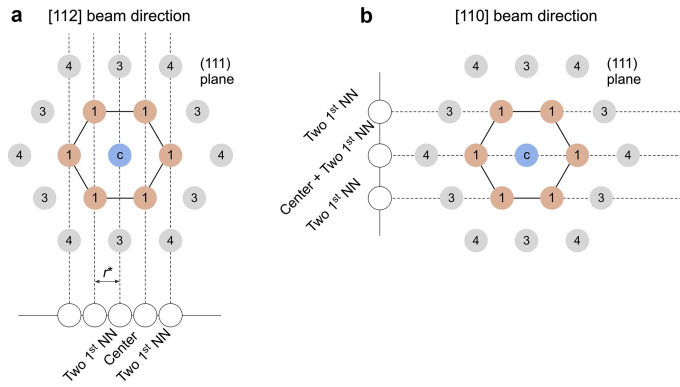 a
[112] beam direction
4 3 4
(111)
plane
3 1 1 3
4 1 c 1 4
3 1 1 3
4 3 4
r*
Two 1st NN
Center
Two 1st NN
b
[110] beam direction
4 3 4
(111)
plane
Two 1st NN
3 1 1 3
Center + Two 1st NN
4 1 c 1 4
Two 1st NN
3 1 1 3
4 3 4